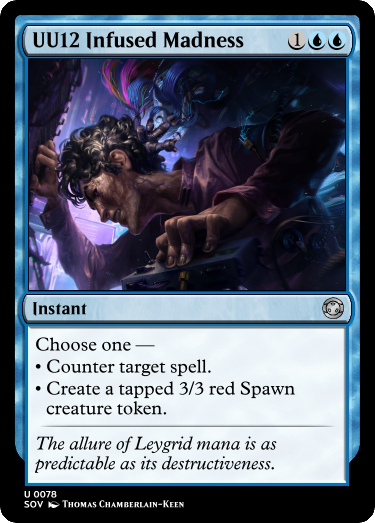 UU12 Infused Madness 1
Instant
Choose one —
• Counter target spell.
• Create a tapped 3/3 red Spawn
creature token.
The allure of Leygrid mana is as
predictable as its destructiveness.
U 0078
SOV Thomas Chamberlain-Keen